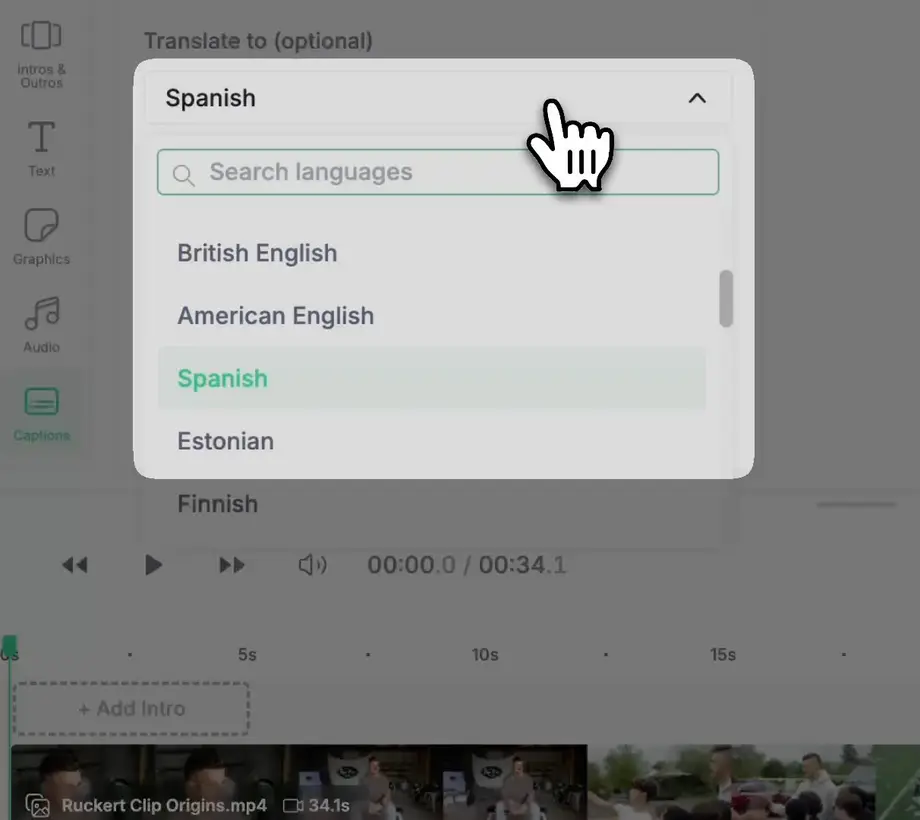 Translate to (optional)
Intros &
Outros
Text
Graphics
Audio
Captions
Spanish
Search languages
British English
American English
Spanish
Estonian
Finnish
00:00.0 / 00:34.1
0s
5s
10s
15s
+ Add Intro
Ruckert Clip Origins.mp4
34.1s